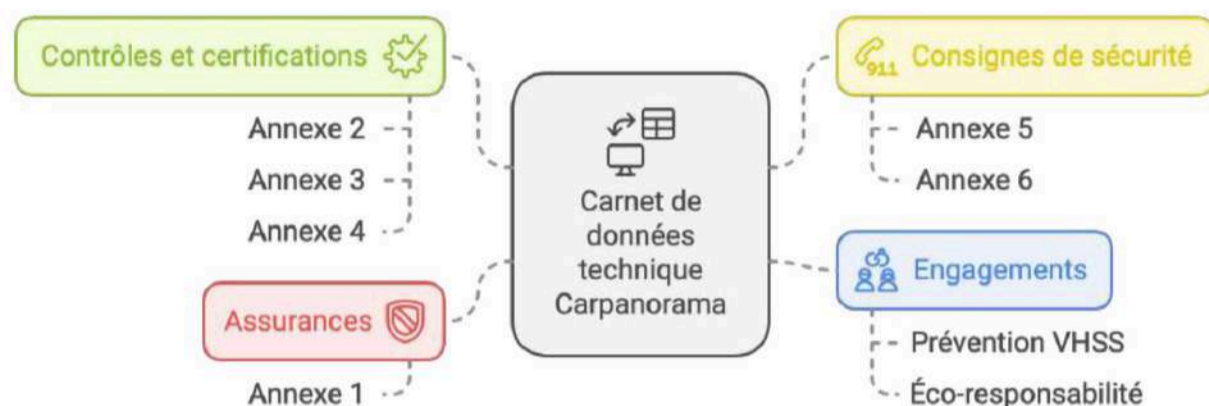 Contrôles et certifications
Annexe 2
Annexe 3
Annexe 4
Assurances
Annexe 1
Carnet de
données
technique
Carpanorama
911
Consignes de sécurité
Annexe 5
Annexe 6
Engagements
Prévention VHSS
Éco-responsabilité